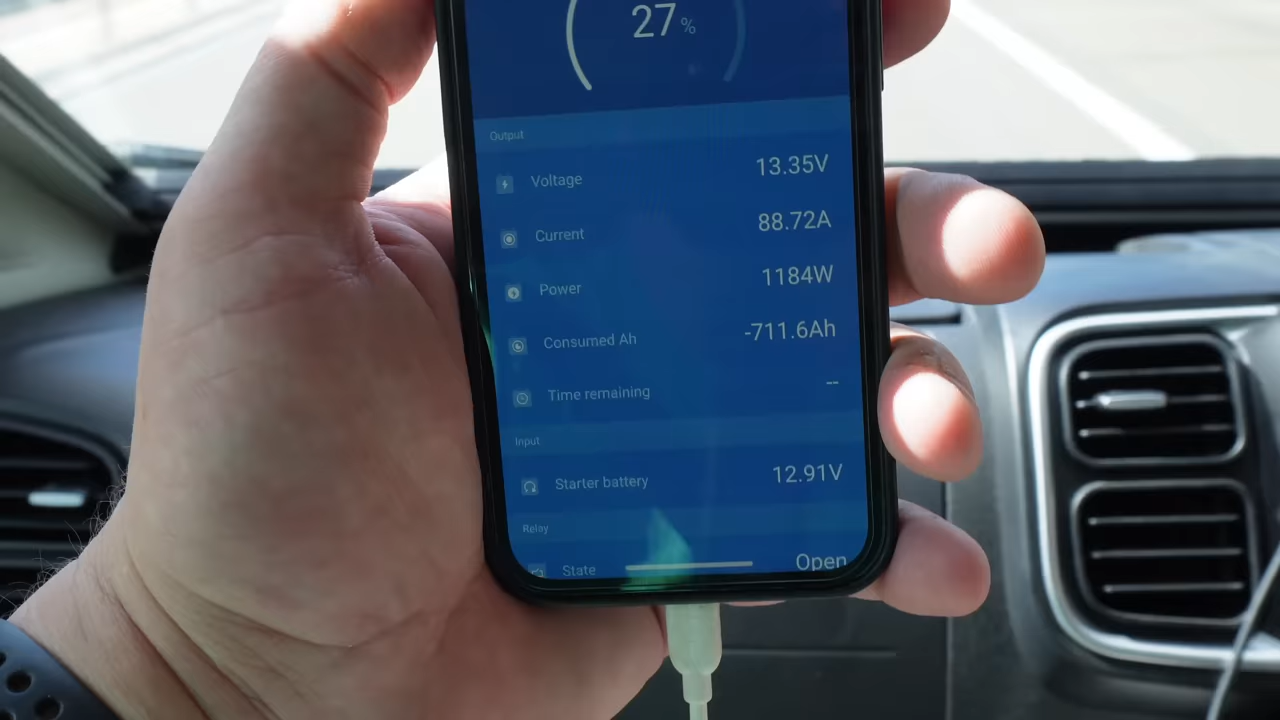 27 %
Output
Voltage 13.35V
Current 88.72A
Power 1184W
Consumed Ah -711.6Ah
Time remaining --
Input
Starter battery 12.91V
Relay
State Open